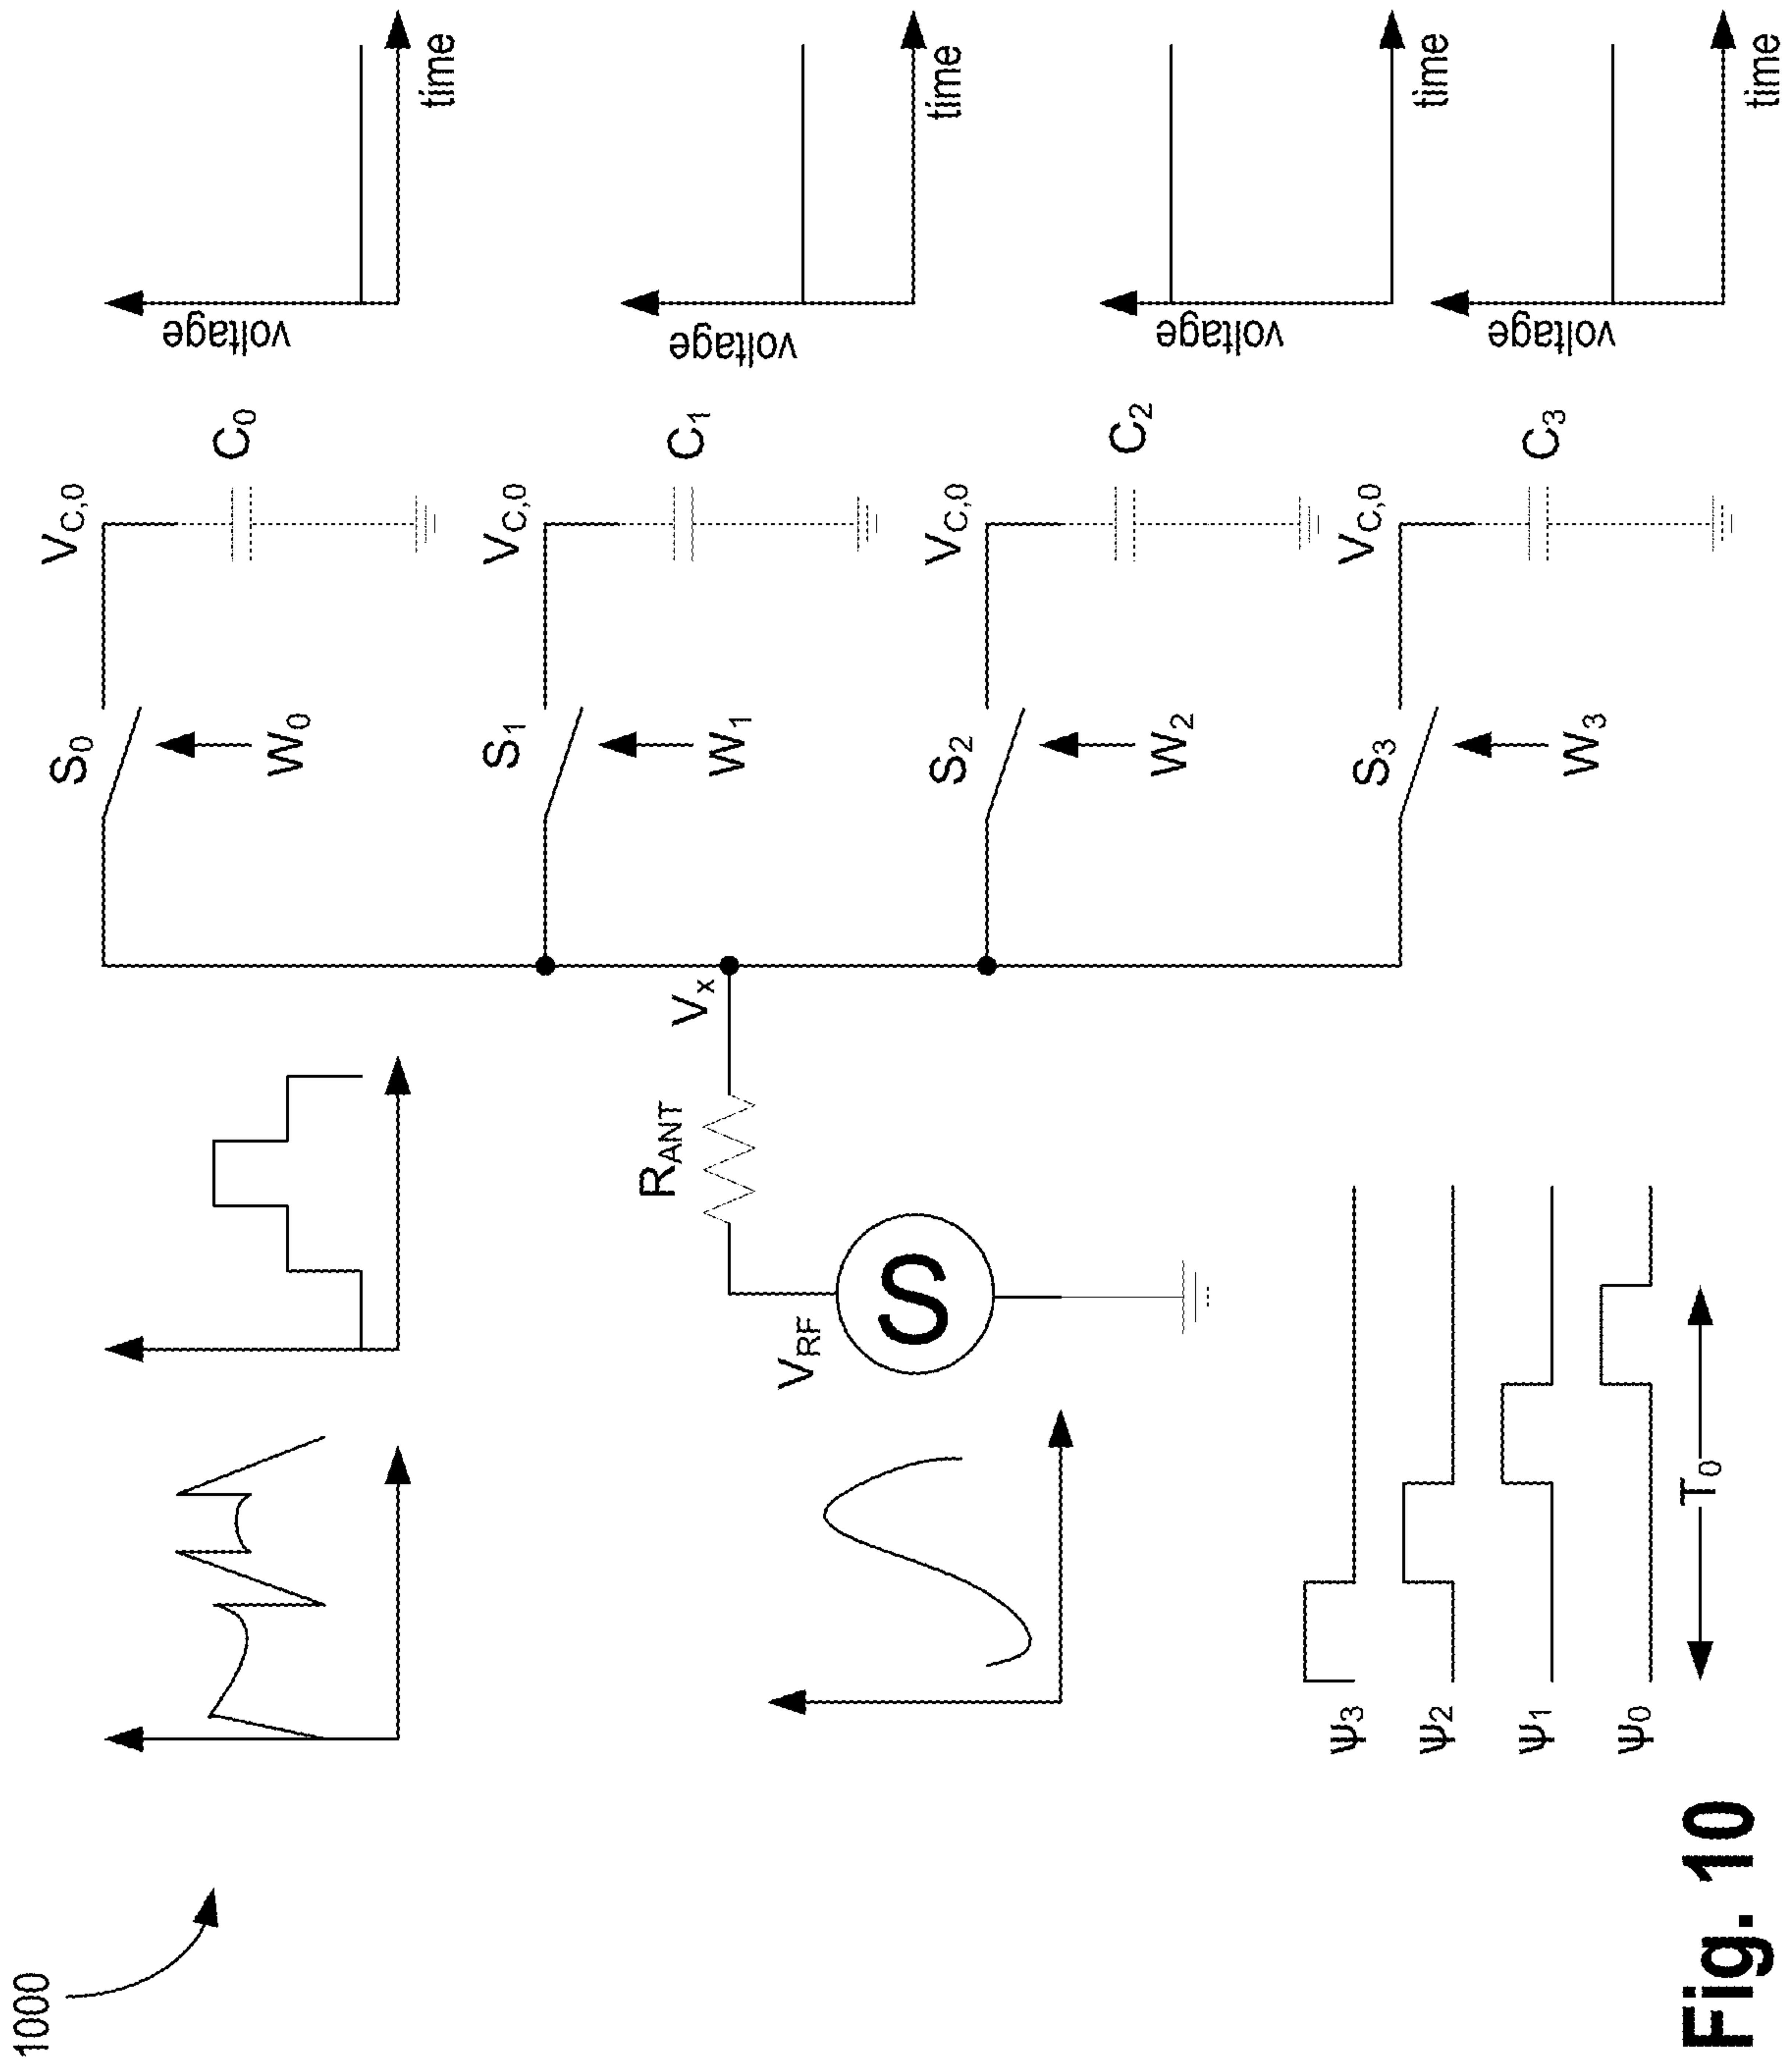 1000
S0
VC,0
C0
W0
voltage
time
S1
VC,0
C1
W1
voltage
time
RANT
Vx
VRF
S
S2
VC,0
C2
W2
voltage
time
S3
VC,0
C3
W3
voltage
time
Ψ3
Ψ2
Ψ1
Ψ0
T0
Fig. 10